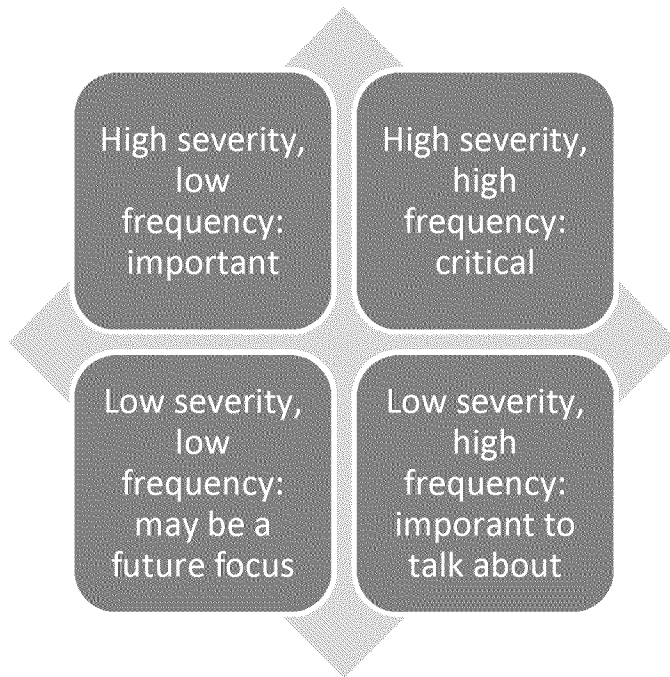 High severity,
low
frequency:
important
High severity,
high
frequency:
critical
Low severity,
low
frequency:
may be a
future focus
Low severity,
high
frequency:
imporant to
talk about